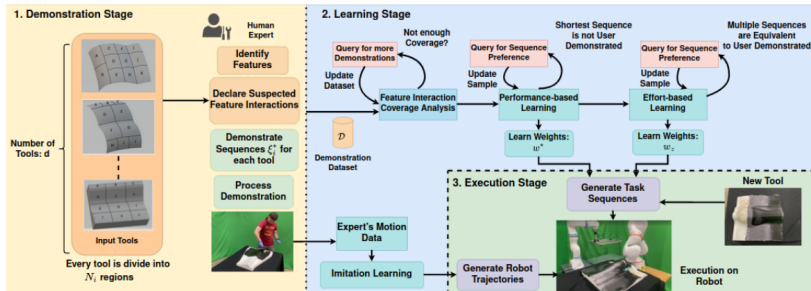 1. Demonstration Stage
Human
Expert
Identify
Features
Declare Suspected
Feature Interactions
Demonstrate
Sequences ξ*i for
each tool
Process
Demonstration
Number of
Tools: d
Input Tools
Every tool is divide into
Ni regions
2. Learning Stage
Query for more
Demonstrations
Not enough
Coverage?
Update
Dataset
Feature Interaction
Coverage Analysis
D
Demonstration
Dataset
Query for Sequence
Preference
Shortest Sequence
is not User
Demonstrated
Update
Sample
Performance-based
Learning
Learn Weights:
w*
Query for Sequence
Preference
Multiple Sequences
are Equivalent
to User Demonstrated
Update
Sample
Effort-based
Learning
Learn Weights:
wz
Expert's Motion
Data
Imitation Learning
3. Execution Stage
Generate Task
Sequences
New Tool
Generate Robot
Trajectories
Execution on
Robot